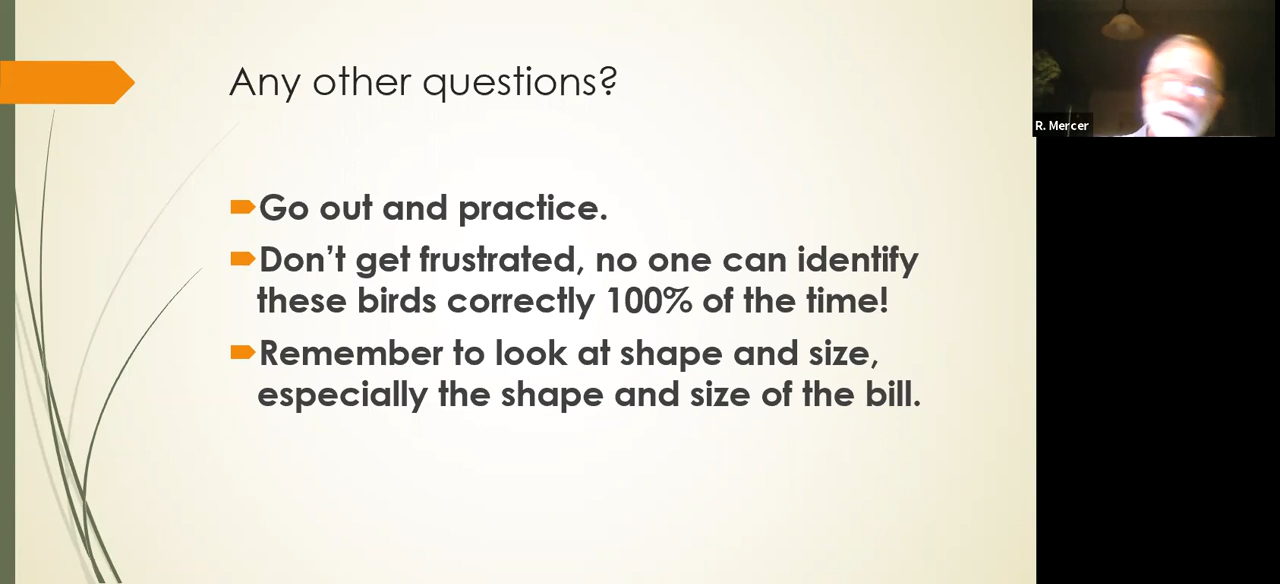 Any other questions?
Go out and practice.
Don’t get frustrated, no one can identify
these birds correctly 100% of the time!
Remember to look at shape and size,
especially the shape and size of the bill.
R. Mercer